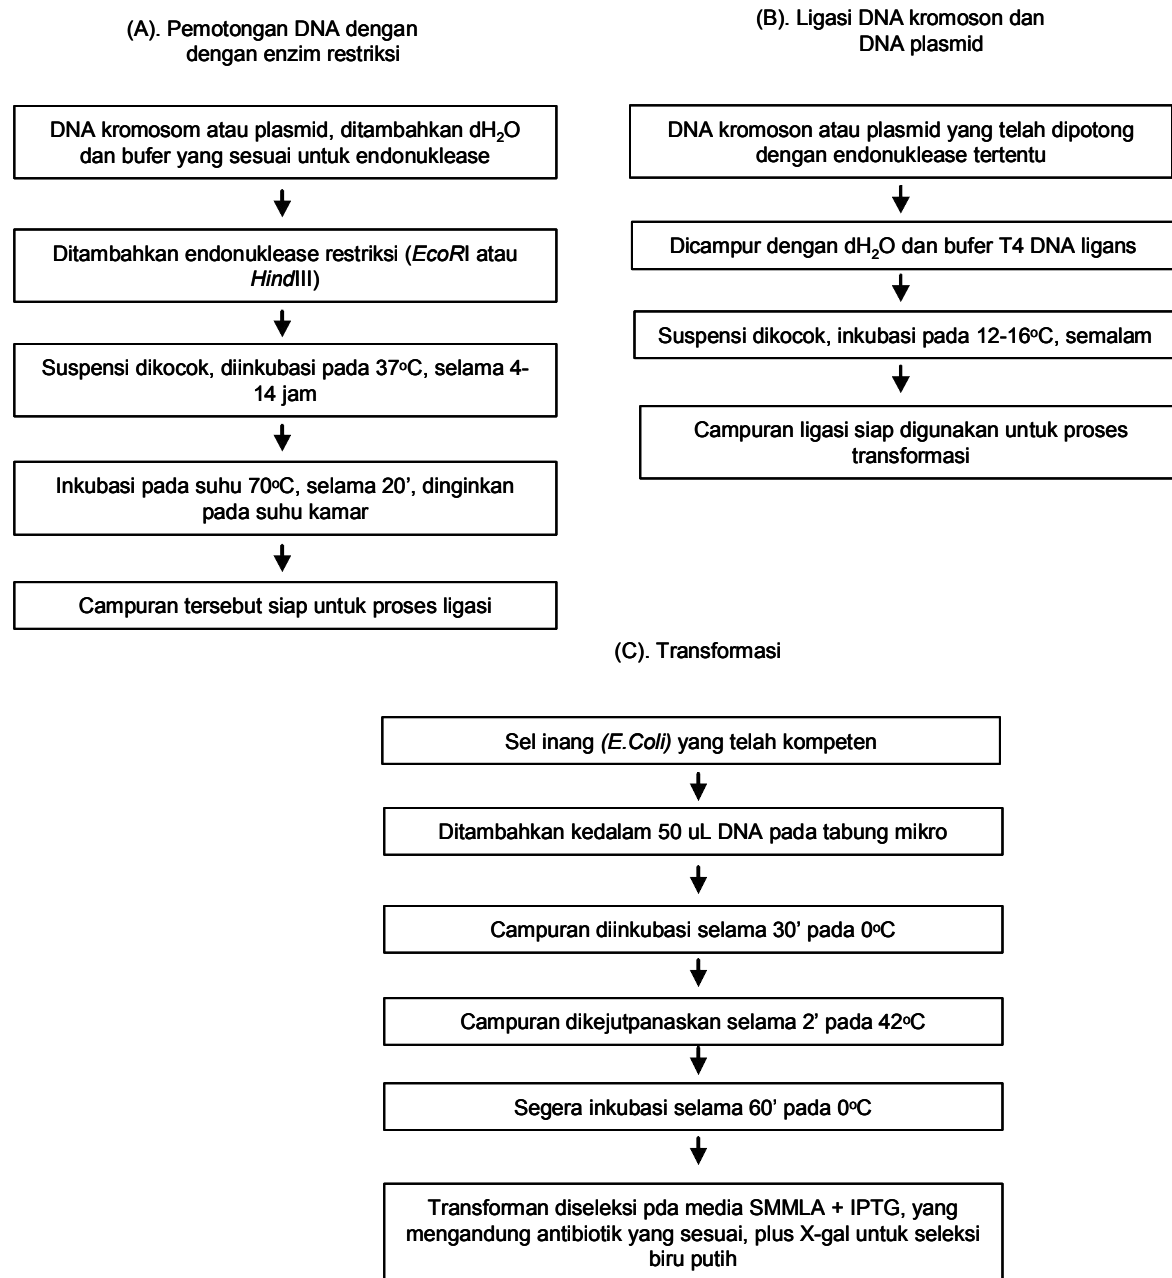 (A). Pemotongan DNA dengan
dengan enzim restriksi
DNA kromosom atau plasmid, ditambahkan dH₂O
dan bufer yang sesuai untuk endonuklease
Ditambahkan endonuklease restriksi (EcoRI atau
HindIII)
Suspensi dikocok, diinkubasi pada 37ºC, selama 4-
14 jam
Inkubasi pada suhu 70ºC, selama 20’, dinginkan
pada suhu kamar
Campuran tersebut siap untuk proses ligasi
(B). Ligasi DNA kromoson dan
DNA plasmid
DNA kromoson atau plasmid yang telah dipotong
dengan endonuklease tertentu
Dicampur dengan dH₂O dan bufer T4 DNA ligans
Suspensi dikocok, inkubasi pada 12-16ºC, semalam
Campuran ligasi siap digunakan untuk proses
transformasi
(C). Transformasi
Sel inang (E.Coli) yang telah kompeten
Ditambahkan kedalam 50 uL DNA pada tabung mikro
Campuran diinkubasi selama 30’ pada 0ºC
Campuran dikejutpanaskan selama 2’ pada 42ºC
Segera inkubasi selama 60’ pada 0ºC
Transforman diseleksi pda media SMMLA + IPTG, yang
mengandung antibiotik yang sesuai, plus X-gal untuk seleksi
biru putih